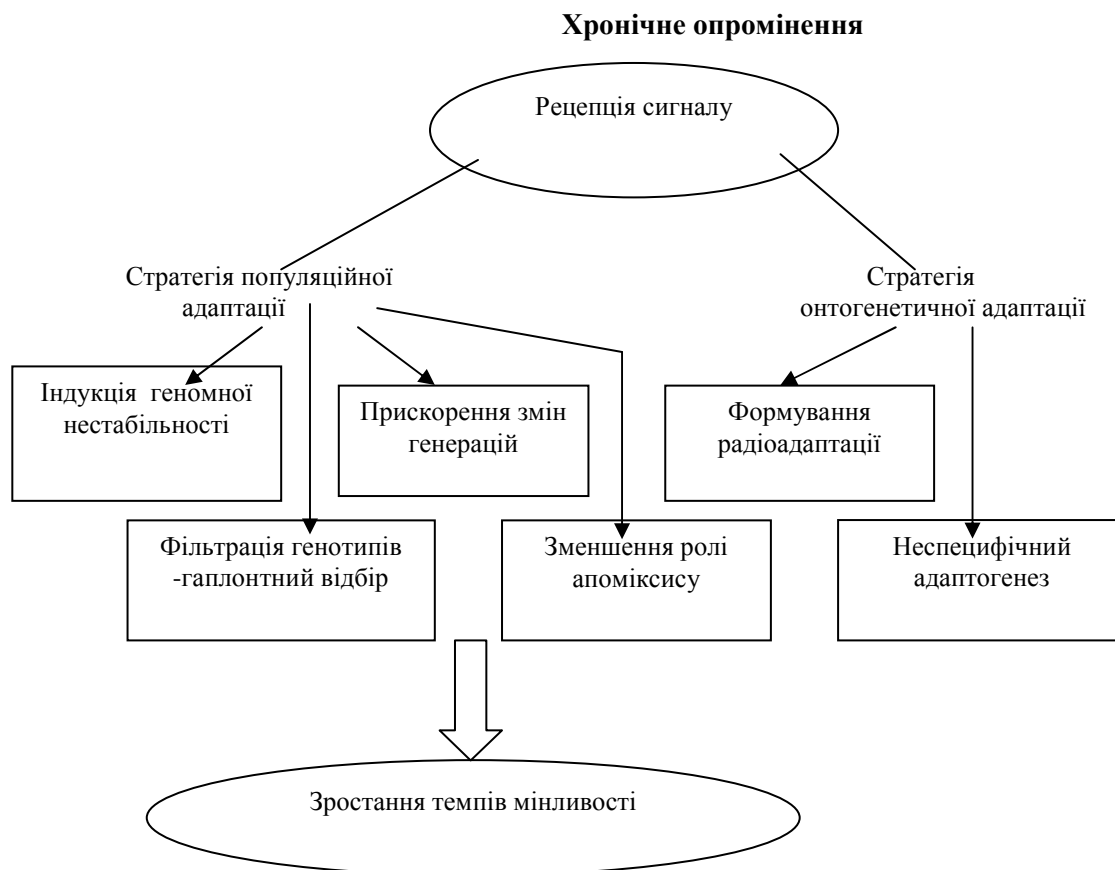 Хронічне опромінення
Рецепція сигналу
Стратегія популяційної
адаптації
Стратегія
онтогенетичної адаптації
Індукція геномної
нестабільності
Прискорення змін
генерацій
Формування
радіоадаптації
Фільтрація генотипів
-гаплонтний відбір
Зменшення ролі
апоміксису
Неспецифічний
адаптогенез
Зростання темпів мінливості